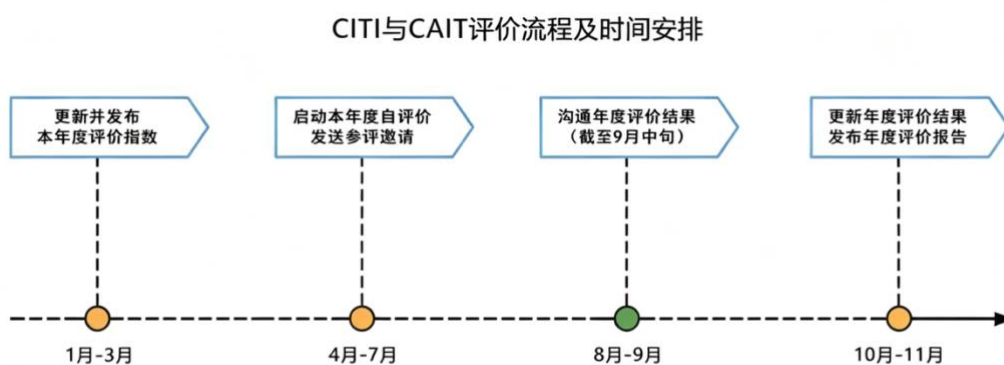 CITI与CAIT评价流程及时间安排
更新并发布
本年度评价指数
启动本年度自评价
发送参评邀请
沟通年度评价结果
(截至9月中旬)
更新年度评价结果
发布年度评价报告
1月-3月
4月-7月
8月-9月
10月-11月